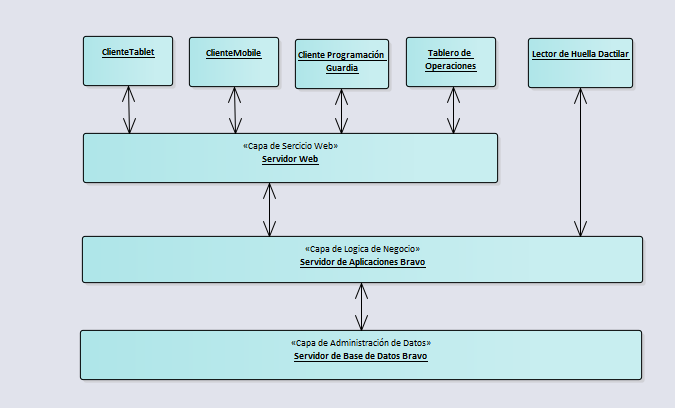 ClienteTablet
ClienteMobile
Cliente Programación
Guardia
Tablero de
Operaciones
Lector de Huella Dactilar
«Capa de Sercicio Web»
Servidor Web
«Capa de Logica de Negocio»
Servidor de Aplicaciones Bravo
«Capa de Administración de Datos»
Servidor de Base de Datos Bravo